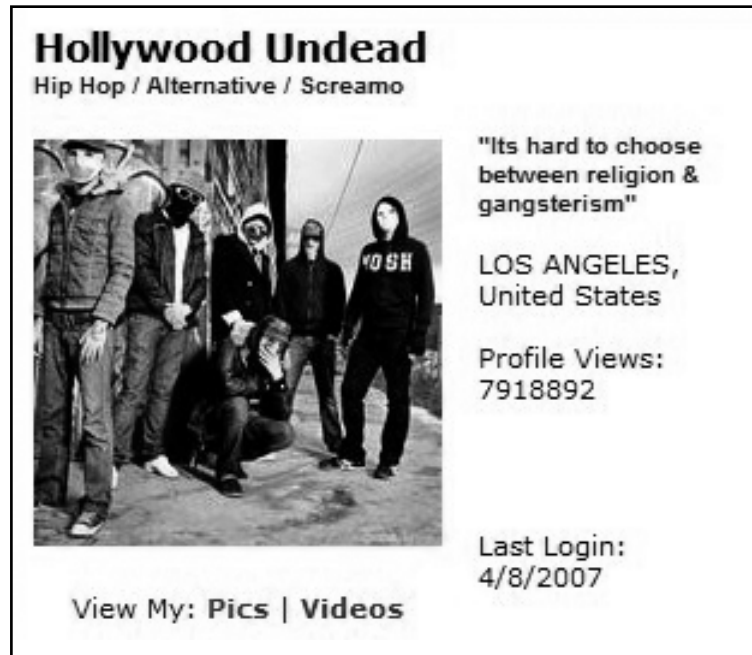 Hollywood Undead
Hip Hop / Alternative / Screamo
"Its hard to choose
between religion &
gangsterism"
LOS ANGELES,
United States
Profile Views:
7918892
Last Login:
4/8/2007
View My: Pics | Videos